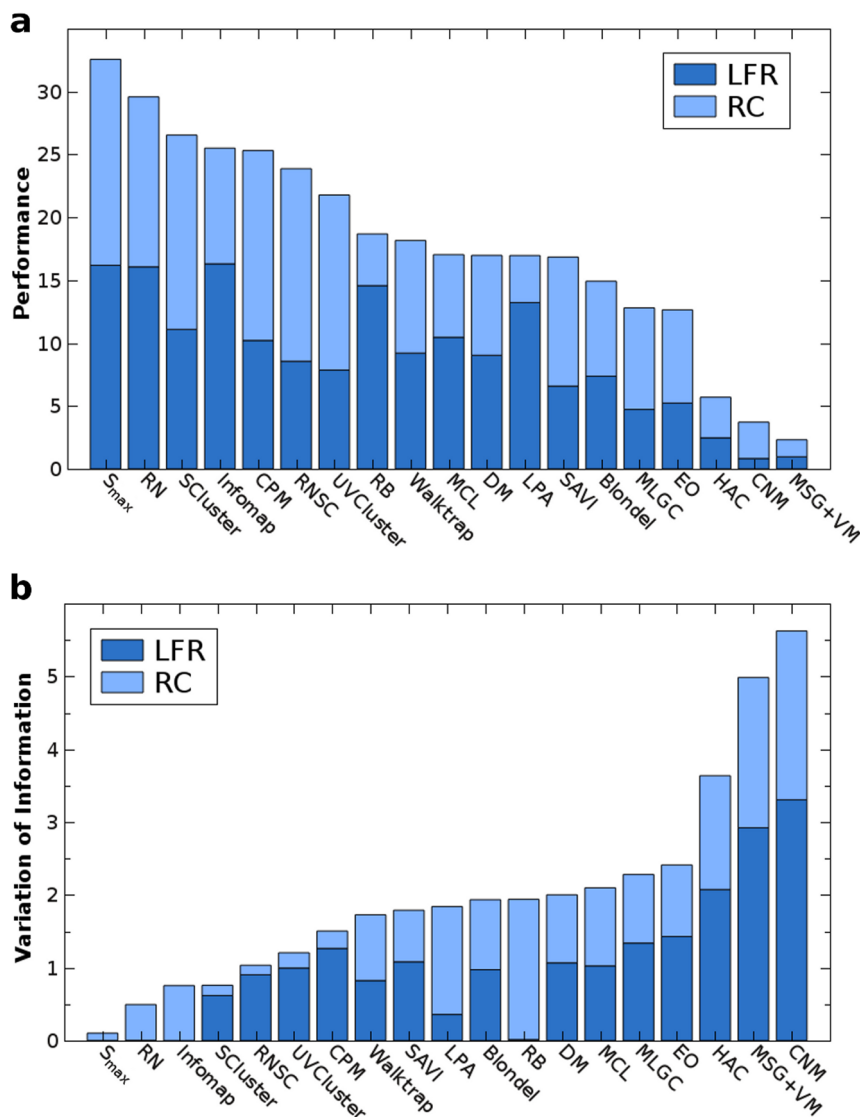 a
LFR
RC
Performance
30
25
20
15
10
5
0
Smax
RN
SCluster
Infomap
CPM
RNSC
UVCluster
RB
Walktrap
MCL
DM
LPA
SAVI
Blondel
MLGC
EO
HAC
CNM
MSG+VM
b
LFR
RC
Variation of Information
5
4
3
2
1
0
Smax
RN
Infomap
SCluster
RNSC
UVCluster
CPM
Walktrap
SAVI
LPA
Blondel
RB
DM
MCL
MLGC
EO
HAC
MSG+VM
CNM